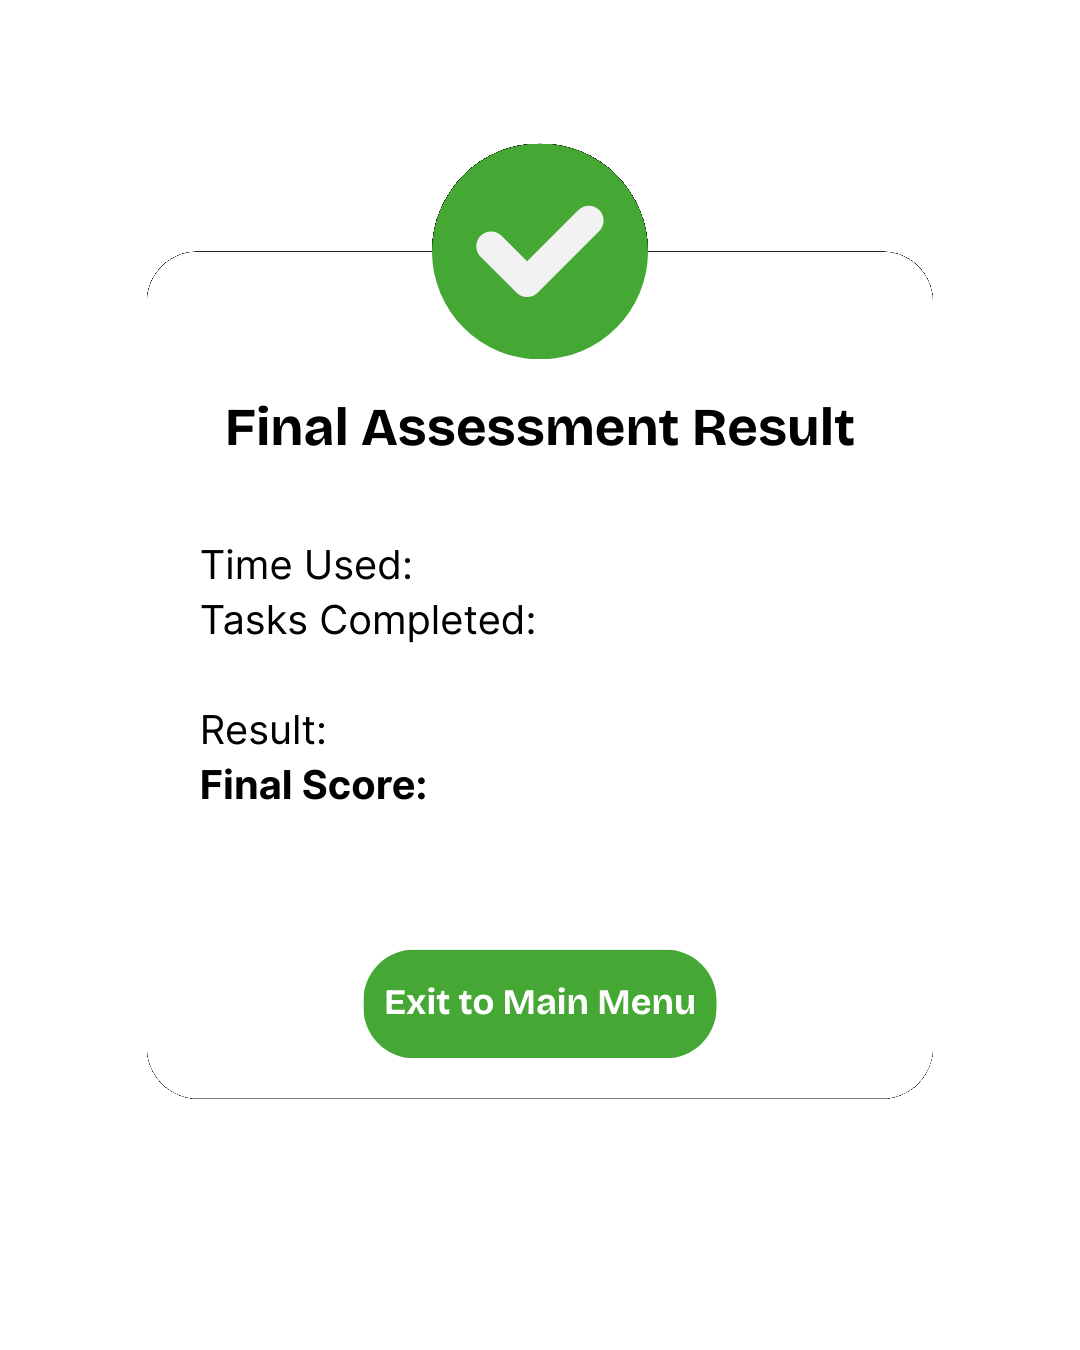 Final Assessment Result
Time Used:
Tasks Completed:
Result:
Final Score:
Exit to Main Menu